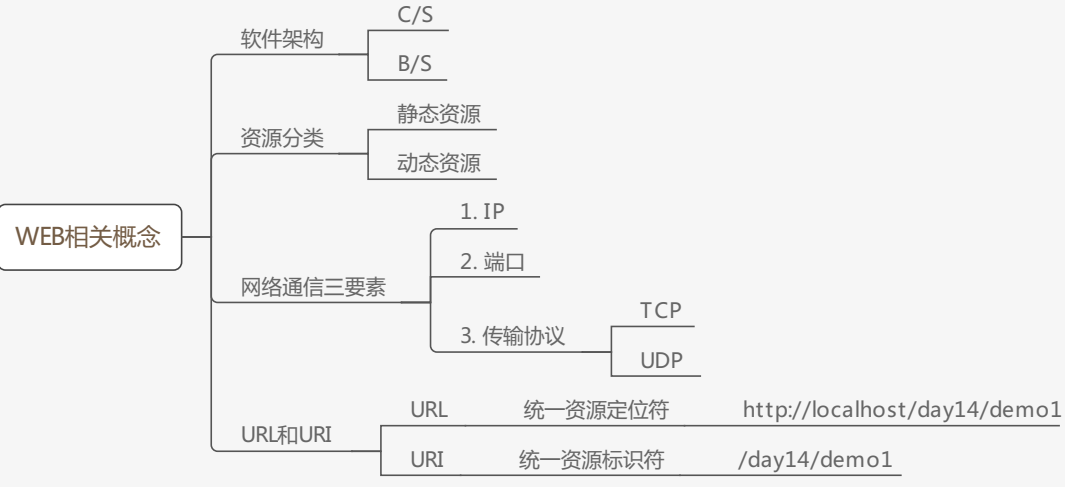 WEB相关概念
软件架构
C/S
B/S
资源分类
静态资源
动态资源
网络通信三要素
1. IP
2. 端口
3. 传输协议
TCP
UDP
URL和URI
URL 统一资源定位符 http://localhost/day14/demo1
URI 统一资源标识符 /day14/demo1